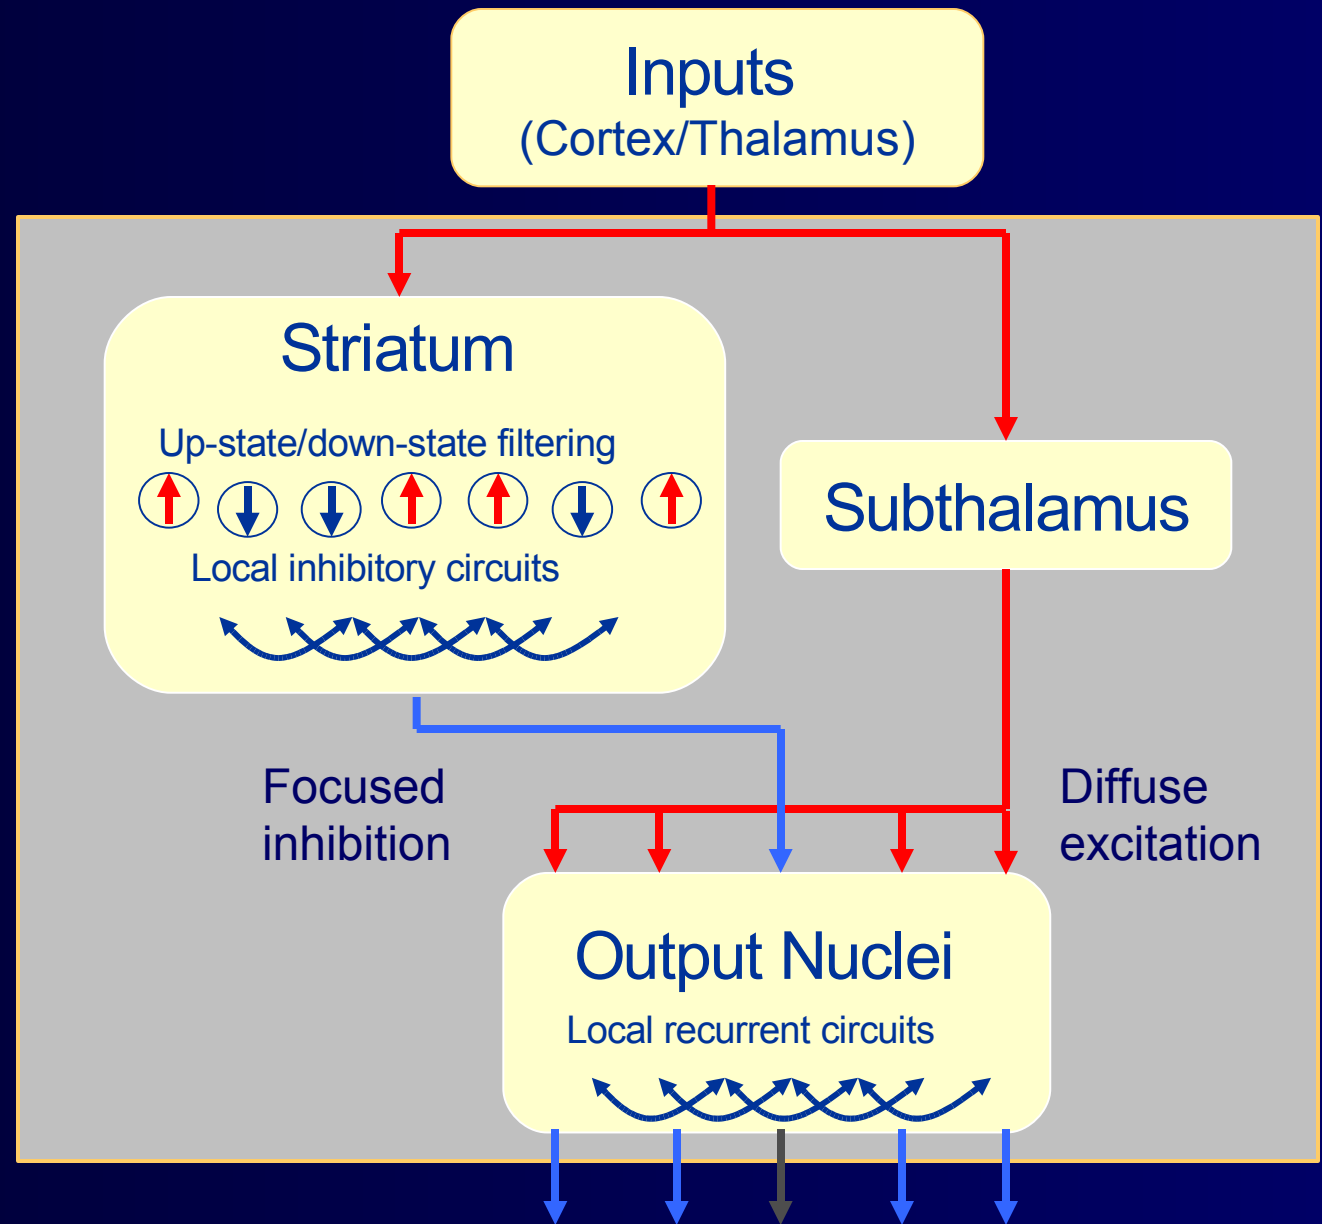 Inputs
(Cortex/Thalamus)
Striatum
Up-state/down-state filtering
Local inhibitory circuits
Subthalamus
Focused
inhibition
Diffuse
excitation
Output Nuclei
Local recurrent circuits